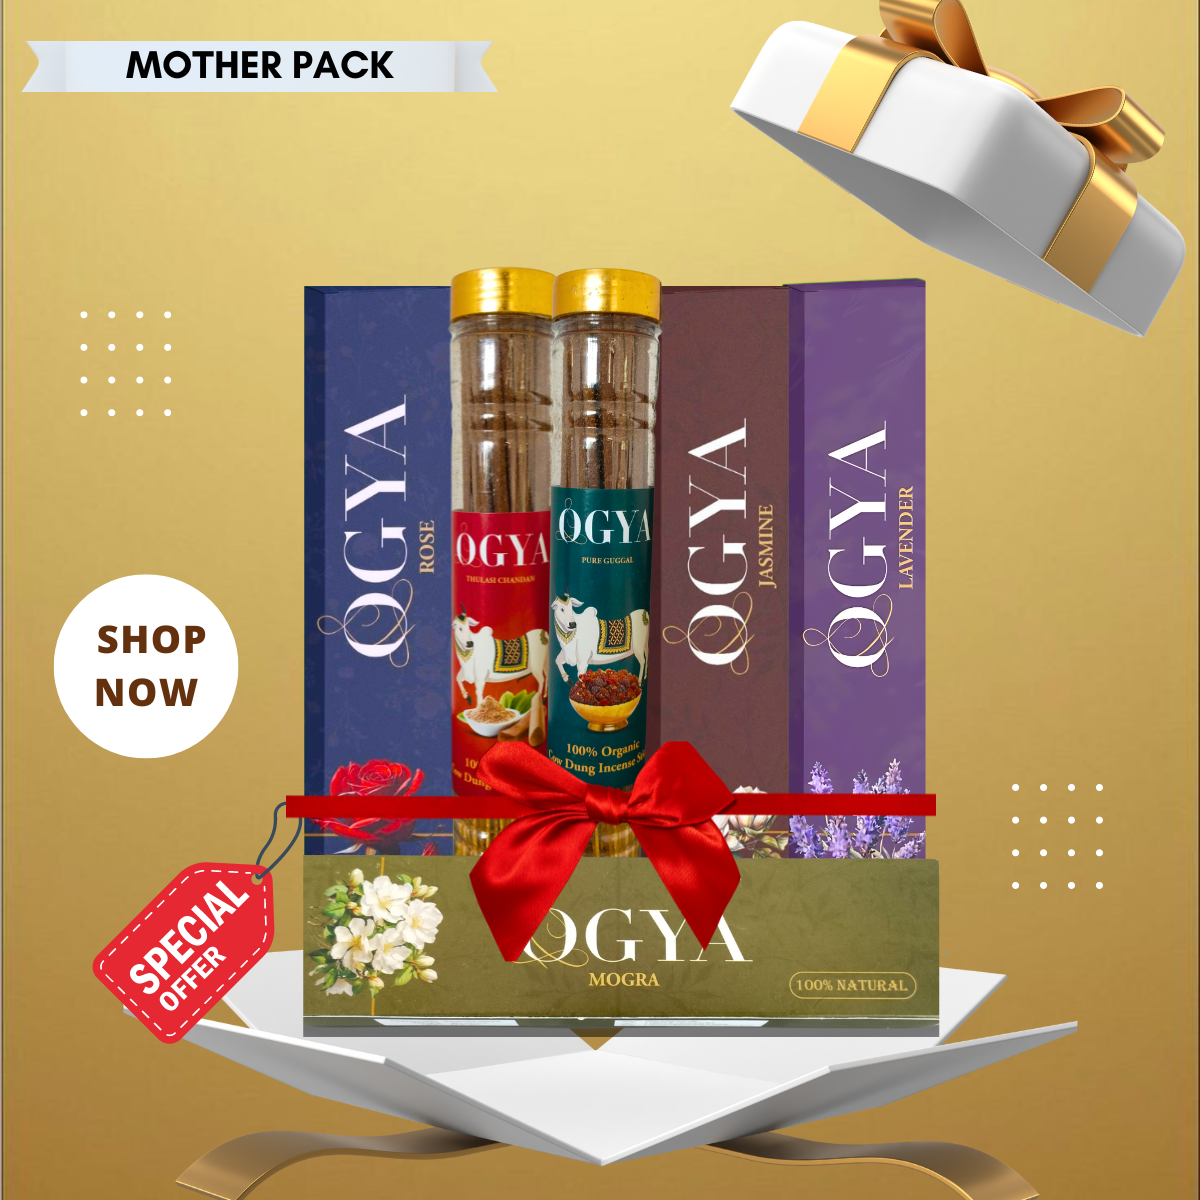 MOTHER PACK
OGYA
ROSE
OGYA
THULASI CHANDAN
OGYA
PURE GUGGAL
100% Organic
Cow Dung Incense
OGYA
JASMINE
OGYA
LAVENDER
SHOP
NOW
SPECIAL
OFFER
OGYA
MOGRA
100% NATURAL